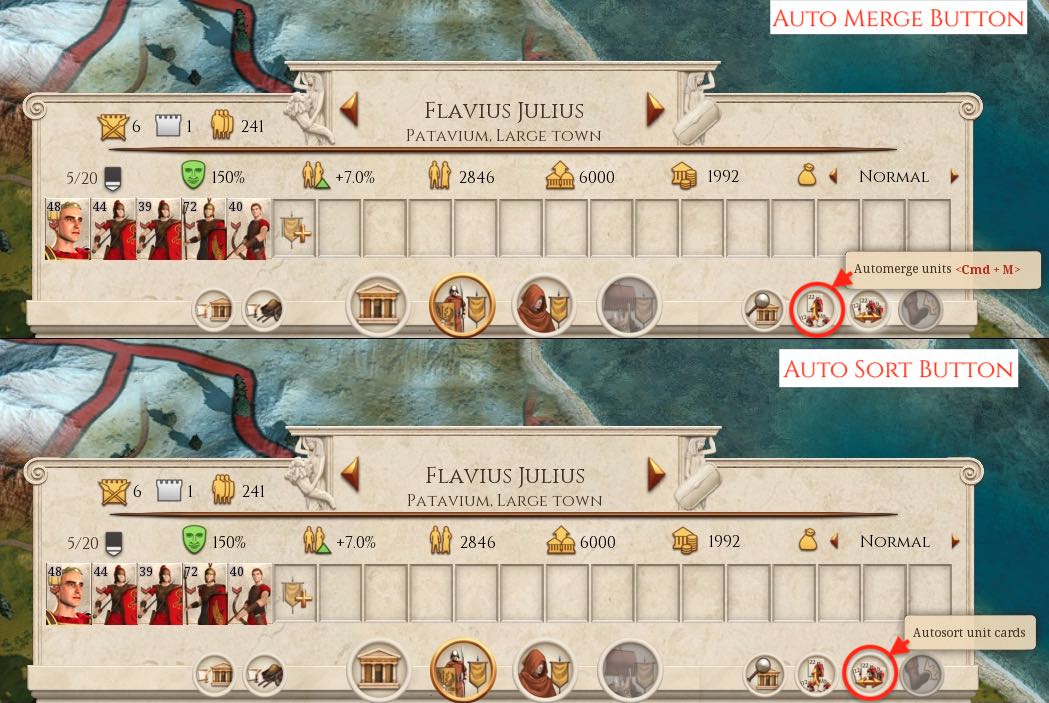 AUTO MERGE BUTTON
FLAVIUS JULIUS
PATAVIUM, LARGE TOWN
6 1 241
5/20 150% +7.0% 2846 6000 1992 NORMAL
48 44 39 72 40
Automerge units <Cmd + M>
AUTO SORT BUTTON
FLAVIUS JULIUS
PATAVIUM, LARGE TOWN
6 1 241
5/20 150% +7.0% 2846 6000 1992 NORMAL
48 44 39 72 40
Autosort unit cards